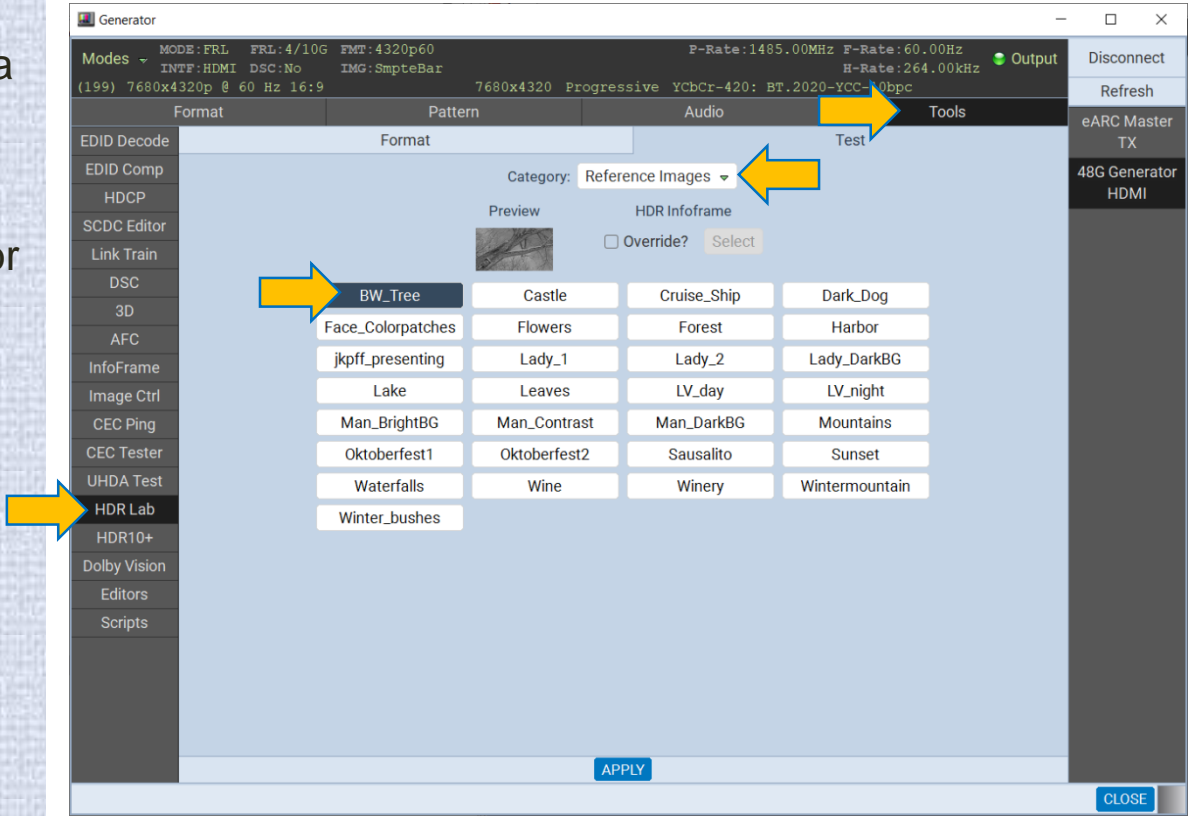 a
or
Generator
Modes MODE:FRL FRL:4/10G FMT:4320p60 P-Rate:1485.00MHz F-Rate:60.00Hz Output
INTF:HDMI DSC:No IMG:SmpteBar H-Rate:264.00kHz
(199) 7680x4320p @ 60 Hz 16:9 7680x4320 Progressive YCbCr-420: BT.2020-YCC-10bpc
Disconnect
Refresh
eARC Master
TX
48G Generator
HDMI
Format Pattern Audio Tools
EDID Decode
EDID Comp
HDCP
SCDC Editor
Link Train
DSC
3D
AFC
InfoFrame
Image Ctrl
CEC Ping
CEC Tester
UHDA Test
HDR Lab
HDR10+
Dolby Vision
Editors
Scripts
Format Test
Category: Reference Images
Preview HDR Infoframe
Override? Select
BW_Tree Castle Cruise_Ship Dark_Dog
Face_Colorpatches Flowers Forest Harbor
jkpff_presenting Lady_1 Lady_2 Lady_DarkBG
Lake Leaves LV_day LV_night
Man_BrightBG Man_Contrast Man_DarkBG Mountains
Oktoberfest1 Oktoberfest2 Sausalito Sunset
Waterfalls Wine Winery Wintermountain
Winter_bushes
APPLY
CLOSE